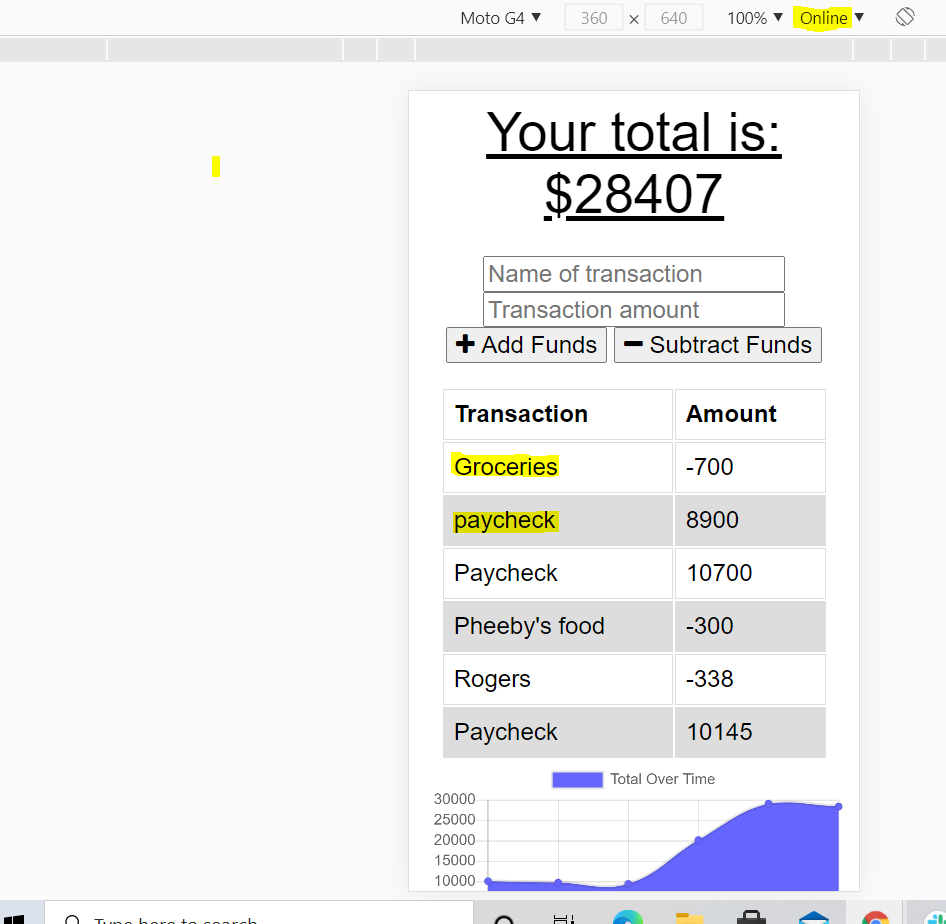 Moto G4 ▼ 360 × 640 100% ▼ Online ▼
Your total is:
$28407
Name of transaction
Transaction amount
Add Funds Subtract Funds
Transaction Amount
Groceries -700
paycheck 8900
Paycheck 10700
Pheeby's food -300
Rogers -338
Paycheck 10145
Total Over Time
30000
25000
20000
15000
10000
Type here to search